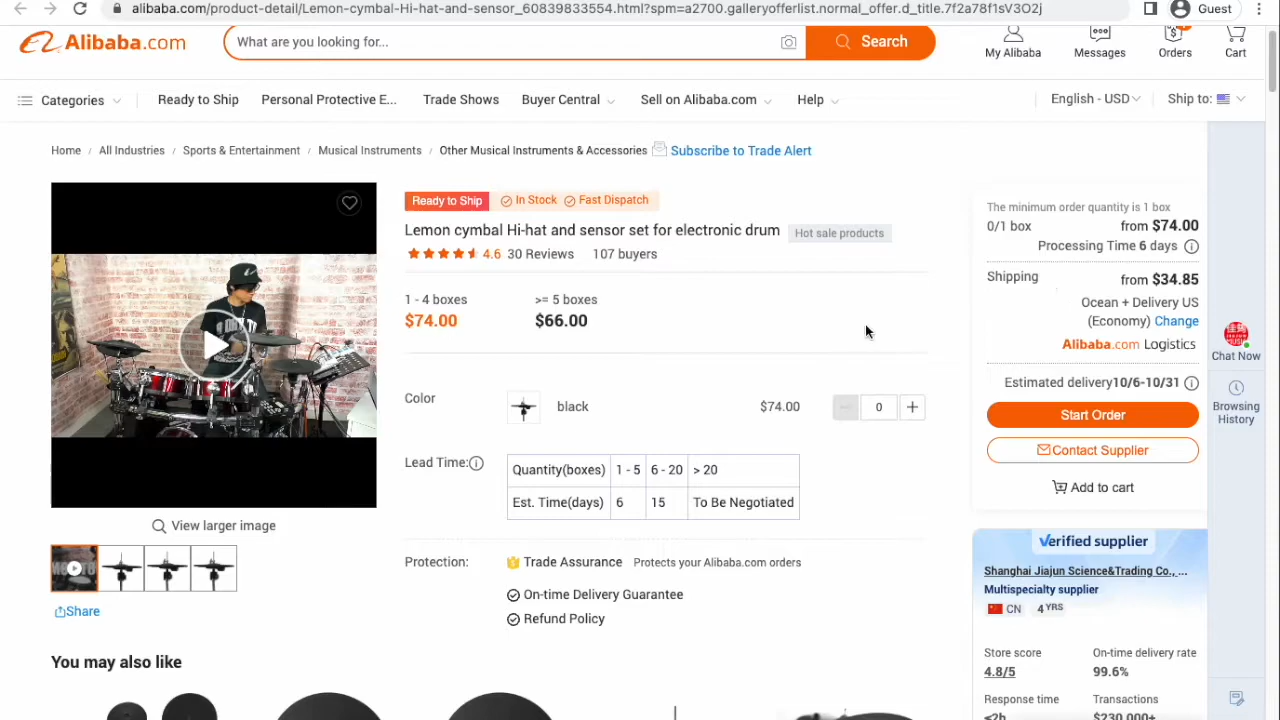 alibaba.com/product-detail/Lemon-cymbal-Hi-hat-and-sensor_60839833554.html?spm=a2700.galleryofferlist.normal_offer.d_title.7f2a78f1sV3O2j
Guest
Alibaba.com
What are you looking for...
Search
My Alibaba
Messages
Orders
Cart
Categories
Ready to Ship
Personal Protective E...
Trade Shows
Buyer Central
Sell on Alibaba.com
Help
English - USD
Ship to:
Home / All Industries / Sports & Entertainment / Musical Instruments / Other Musical Instruments & Accessories
Subscribe to Trade Alert
Ready to Ship
In Stock
Fast Dispatch
Lemon cymbal Hi-hat and sensor set for electronic drum
Hot sale products
4.6 30 Reviews 107 buyers
1 - 4 boxes
>= 5 boxes
$74.00
$66.00
Color
black
$74.00
0
Lead Time:
Quantity(boxes) 1 - 5 6 - 20 > 20
Est. Time(days) 6 15 To Be Negotiated
Protection:
Trade Assurance
Protects your Alibaba.com orders
On-time Delivery Guarantee
Refund Policy
View larger image
Share
You may also like
The minimum order quantity is 1 box
0/1 box
from $74.00
Processing Time 6 days
Shipping
from $34.85
Ocean + Delivery US
(Economy) Change
Alibaba.com Logistics
Estimated delivery10/6-10/31
Start Order
Contact Supplier
Add to cart
Verified supplier
Shanghai Jiajun Science&Trading Co., ...
Multispecialty supplier
CN 4 YRS
Store score
On-time delivery rate
4.8/5
99.6%
Response time
Transactions
<2h
$230,000+
Chat Now
Browsing
History